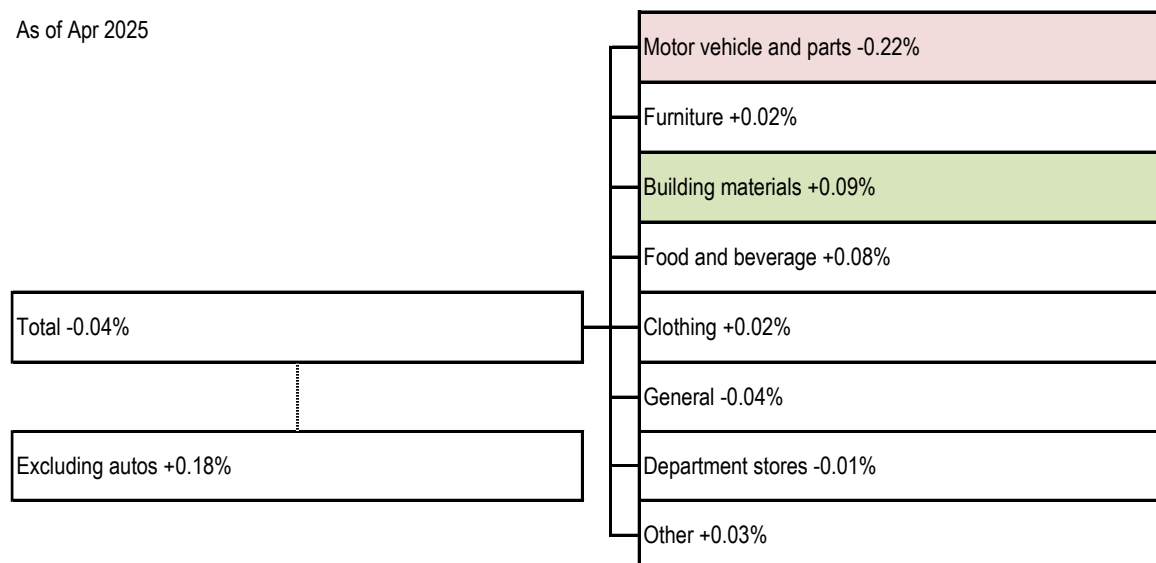 As of Apr 2025
Motor vehicle and parts -0.22%
Furniture +0.02%
Building materials +0.09%
Food and beverage +0.08%
Total -0.04%
Clothing +0.02%
General -0.04%
Excluding autos +0.18%
Department stores -0.01%
Other +0.03%